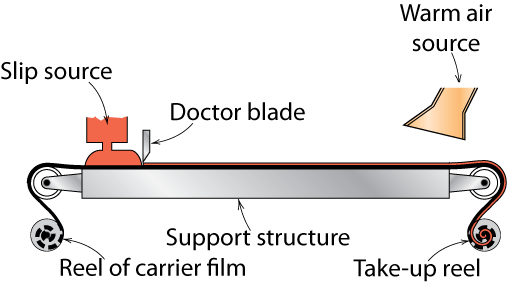 Warm air
source
Slip source
Doctor blade
Support structure
Reel of carrier film
Take-up reel